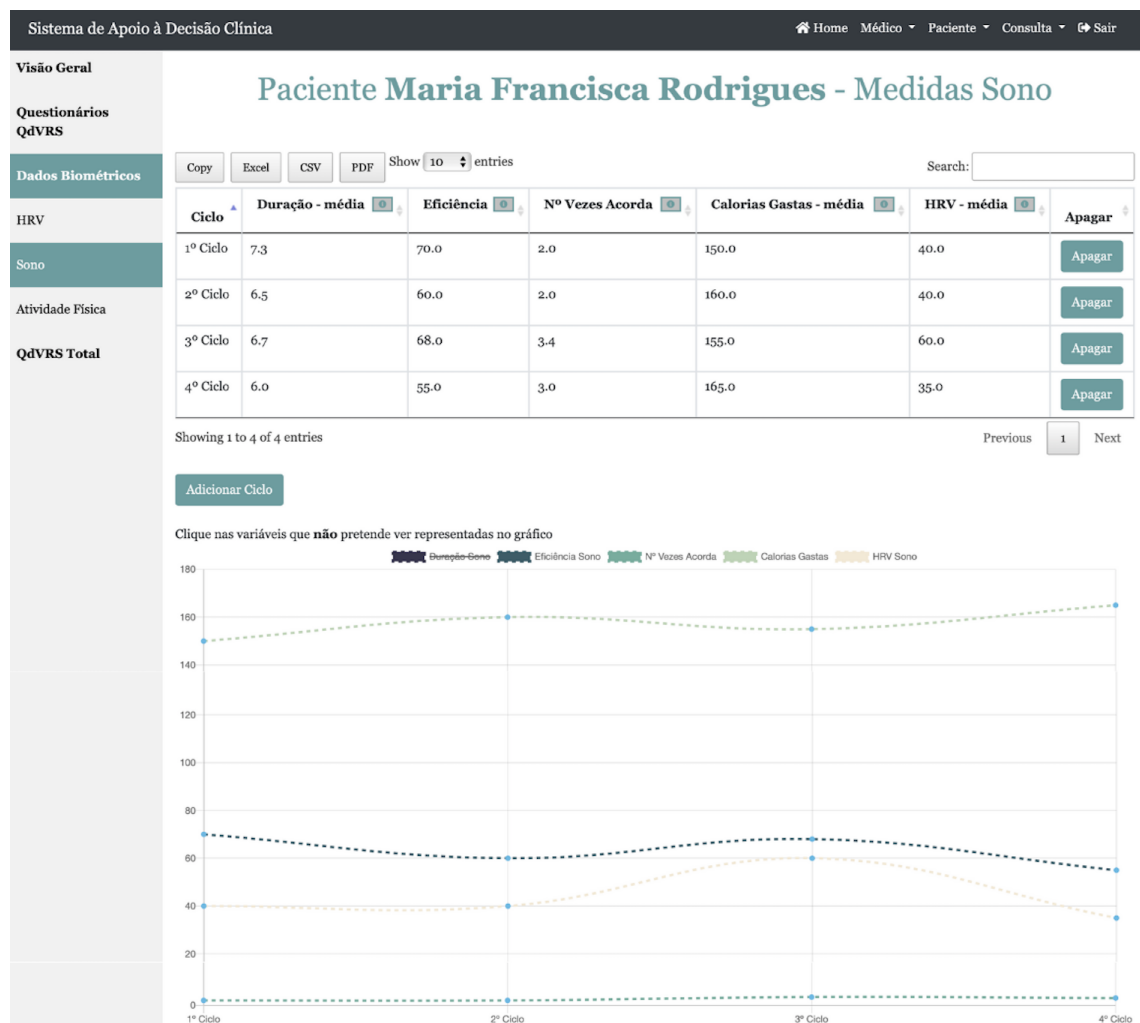 Sistema de Apoio à Decisão Clínica Home Médico Paciente Consulta Sair
Visão Geral
Questionários
QdVRS
Dados Biométricos
HRV
Sono
Atividade Física
QdVRS Total
Paciente Maria Francisca Rodrigues - Medidas Sono
Copy Excel CSV PDF Show 10 entries Search:
Ciclo Duração - média Eficiência Nº Vezes Acorda Calorias Gastas - média HRV - média Apagar
1º Ciclo 7.3 70.0 2.0 150.0 40.0 Apagar
2º Ciclo 6.5 60.0 2.0 160.0 40.0 Apagar
3º Ciclo 6.7 68.0 3.4 155.0 60.0 Apagar
4º Ciclo 6.0 55.0 3.0 165.0 35.0 Apagar
Showing 1 to 4 of 4 entries Previous 1 Next
Adicionar Ciclo
Clique nas variáveis que não pretende ver representadas no gráfico
Duração Sono Eficiência Sono Nº Vezes Acorda Calorias Gastas HRV Sono
180
160
140
120
100
80
60
40
20
0
1º Ciclo 2º Ciclo 3º Ciclo 4º Ciclo